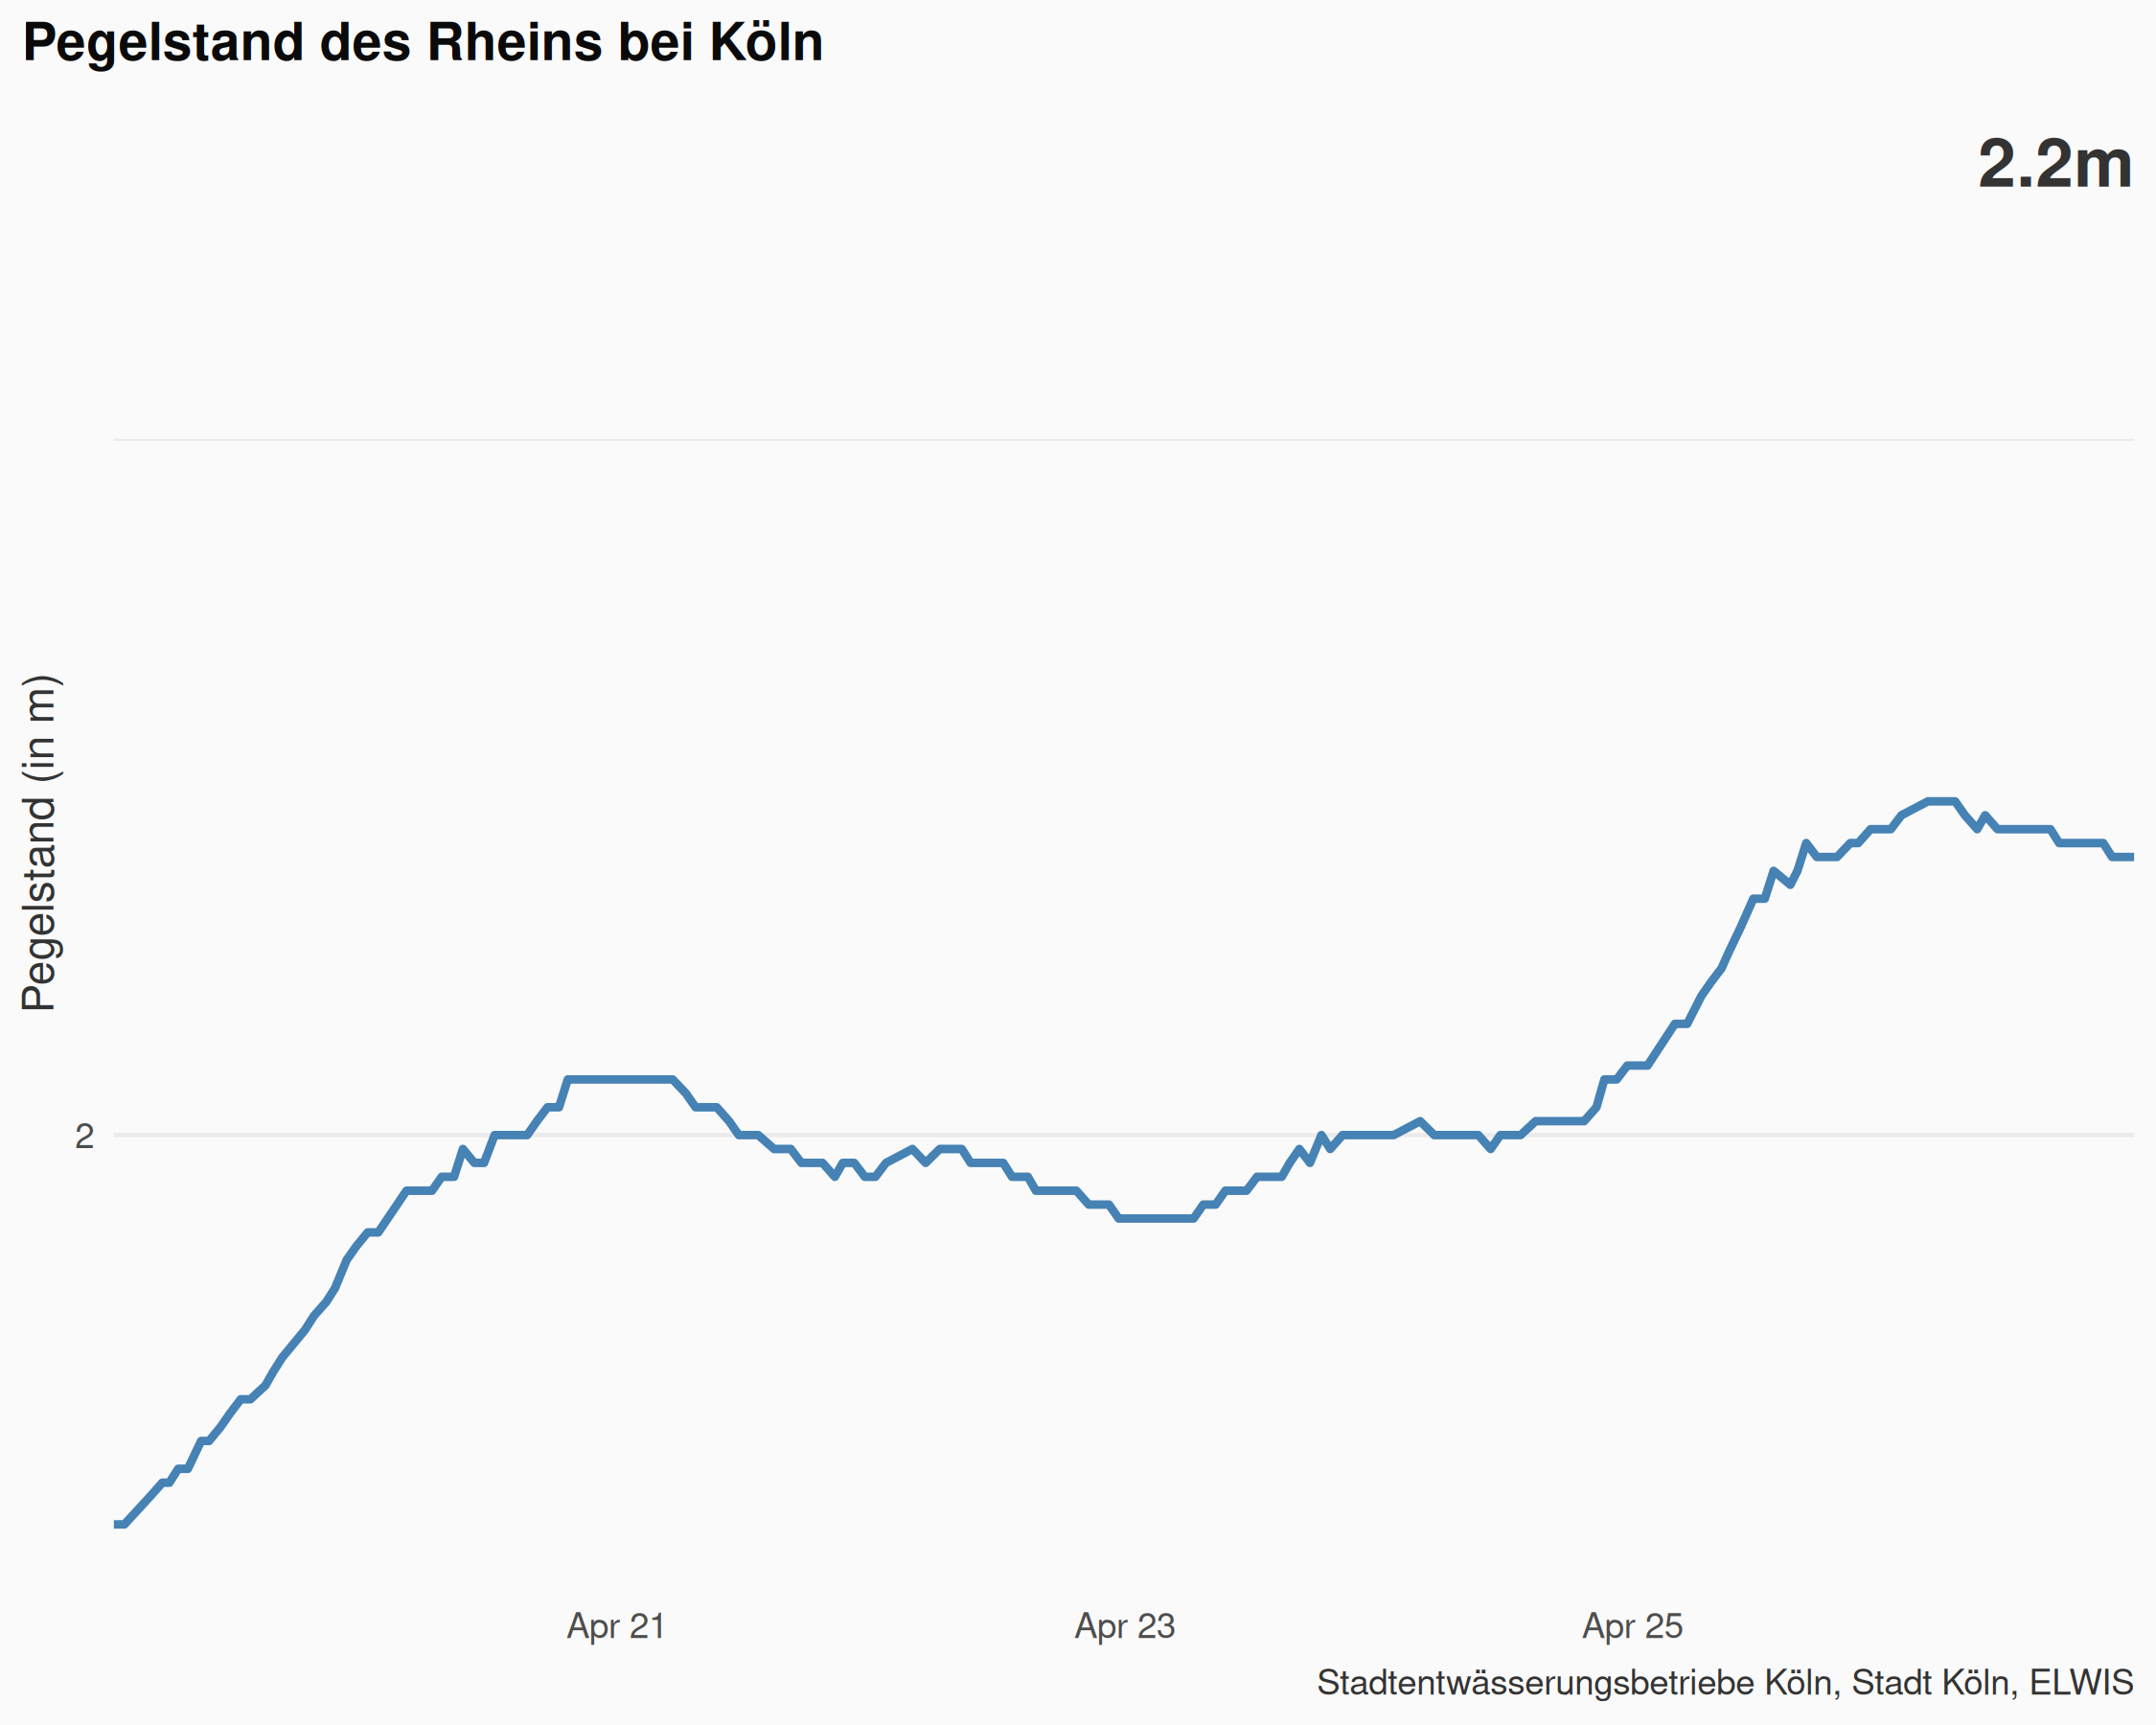 Pegelstand des Rheins bei Köln
2.2m
Pegelstand (in m)
2
Apr 21
Apr 23
Apr 25
Stadtentwässerungsbetriebe Köln, Stadt Köln, ELWIS